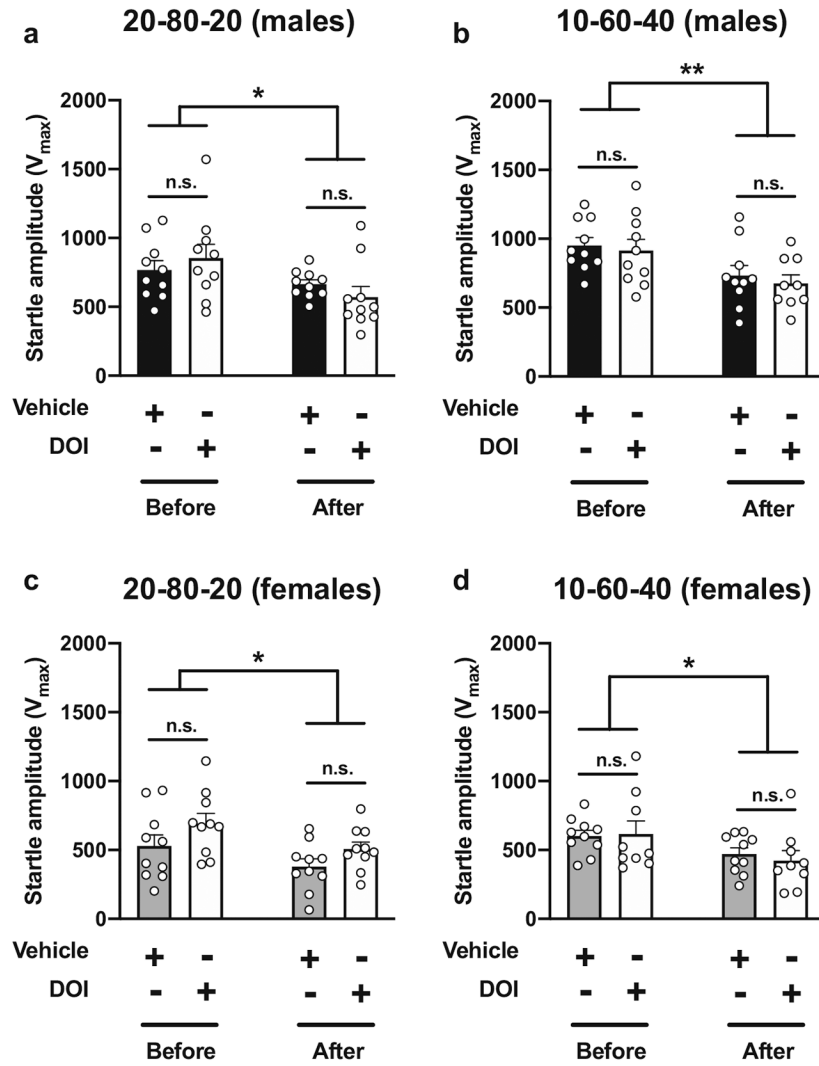 a
20-80-20 (males)
Startle amplitude (Vmax)
2000
1500
1000
500
0
*
n.s.
n.s.
Vehicle + - + -
DOI - + - +
Before After
b
10-60-40 (males)
Startle amplitude (Vmax)
2000
1500
1000
500
0
**
n.s.
n.s.
Vehicle + - + -
DOI - + - +
Before After
c
20-80-20 (females)
Startle amplitude (Vmax)
2000
1500
1000
500
0
*
n.s.
n.s.
Vehicle + - + -
DOI - + - +
Before After
d
10-60-40 (females)
Startle amplitude (Vmax)
2000
1500
1000
500
0
*
n.s.
n.s.
Vehicle + - + -
DOI - + - +
Before After